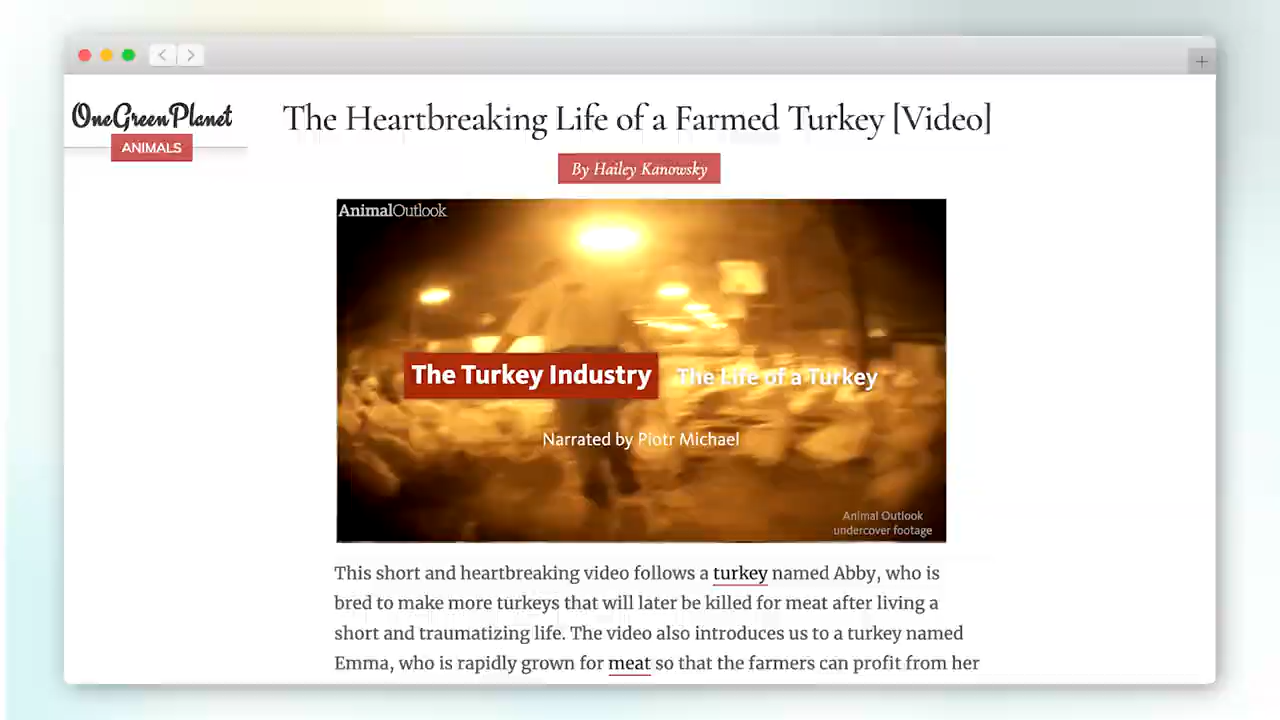 OneGreenPlanet
ANIMALS
The Heartbreaking Life of a Farmed Turkey [Video]
By Hailey Kanowsky
AnimalOutlook
The Turkey Industry
The Life of a Turkey
Narrated by Piotr Michael
Animal Outlook
undercover footage
This short and heartbreaking video follows a turkey named Abby, who is
bred to make more turkeys that will later be killed for meat after living a
short and traumatizing life. The video also introduces us to a turkey named
Emma, who is rapidly grown for meat so that the farmers can profit from her